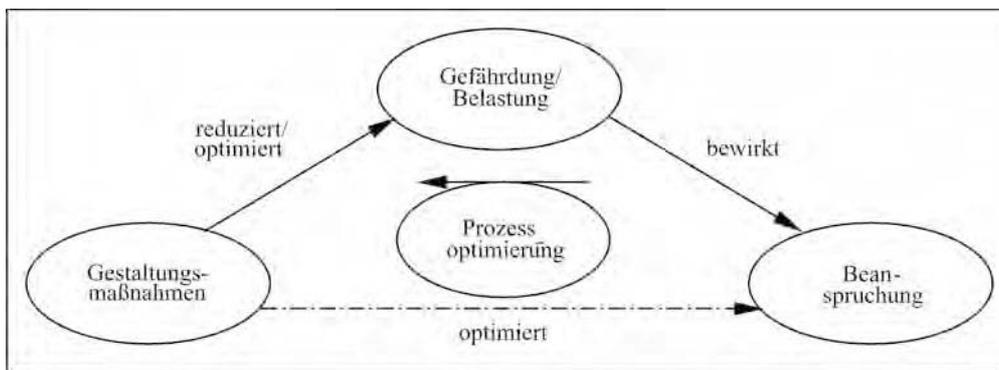 Gefährdung/
Belastung
reduziert/
optimiert
bewirkt
Prozess
optimierung
Gestaltungs-
maßnahmen
Bean-
spruchung
optimiert